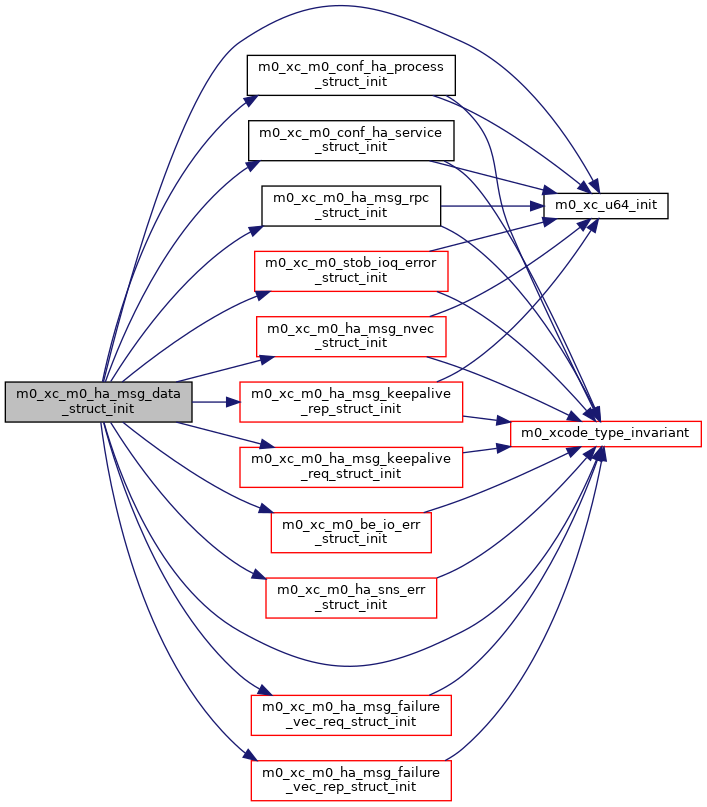 m0_xc_m0_conf_ha_process
_struct_init
m0_xc_m0_conf_ha_service
_struct_init
m0_xc_m0_ha_msg_rpc
_struct_init
m0_xc_u64_init
m0_xc_m0_stob_ioq_error
_struct_init
m0_xc_m0_ha_msg_nvec
_struct_init
m0_xc_m0_ha_msg_data
_struct_init
m0_xc_m0_ha_msg_keepalive
_rep_struct_init
m0_xcode_type_invariant
m0_xc_m0_ha_msg_keepalive
_req_struct_init
m0_xc_m0_be_io_err
_struct_init
m0_xc_m0_ha_sns_err
_struct_init
m0_xc_m0_ha_msg_failure
_vec_req_struct_init
m0_xc_m0_ha_msg_failure
_vec_rep_struct_init